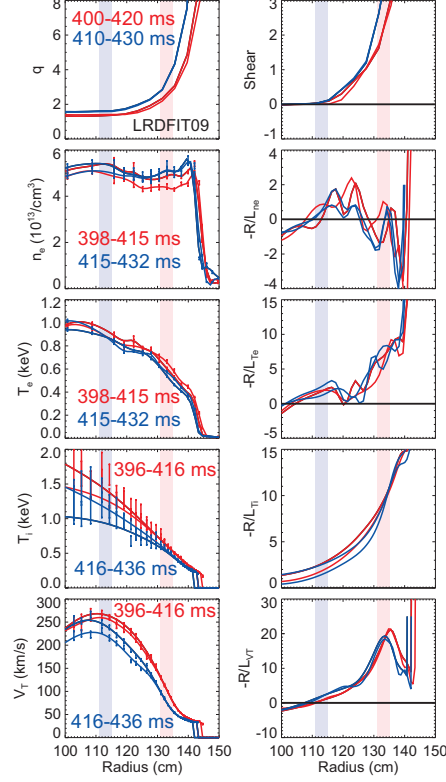 8
6
4
2
0
q
400-420 ms
410-430 ms
LRDFIT09
3
2
1
0
-1
Shear
6
4
2
0
n_e (10^13/cm^3)
398-415 ms
415-432 ms
4
2
0
-2
-4
-R/L_ne
1.2
1.0
0.8
0.6
0.4
0.2
0.0
T_e (keV)
398-415 ms
415-432 ms
15
10
5
0
-5
-R/L_Te
2.0
1.5
1.0
0.5
0.0
T_i (keV)
396-416 ms
416-436 ms
15
10
5
0
-R/L_Ti
300
250
200
150
100
50
0
V_T (km/s)
396-416 ms
416-436 ms
100 110 120 130 140 150
Radius (cm)
30
20
10
0
-10
-R/L_VT
100 110 120 130 140 150
Radius (cm)